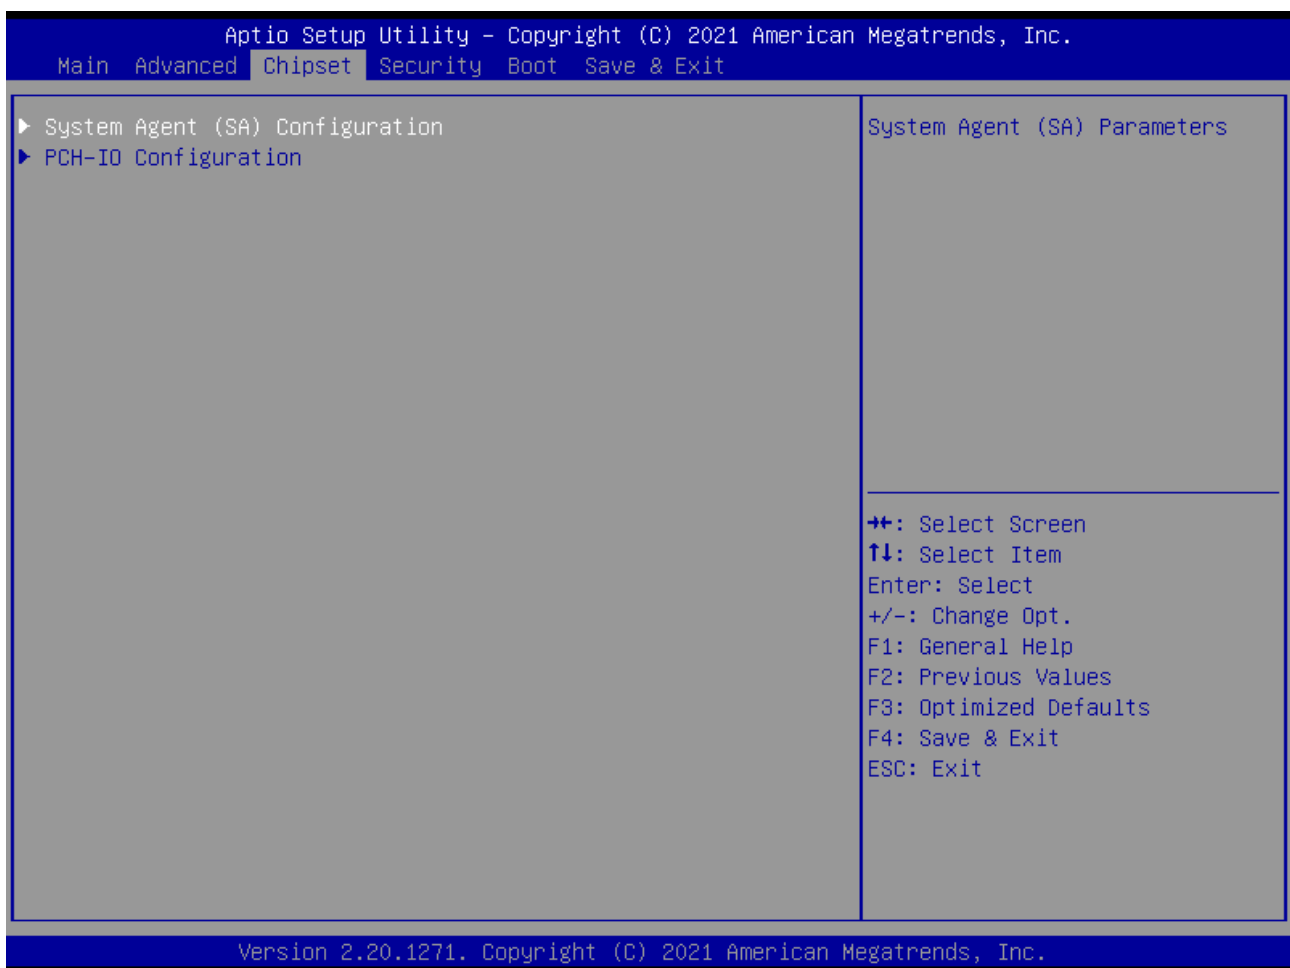 Aptio Setup Utility – Copyright (C) 2021 American Megatrends, Inc.
Main Advanced Chipset Security Boot Save & Exit
▶ System Agent (SA) Configuration
▶ PCH-IO Configuration
System Agent (SA) Parameters
→←: Select Screen
↑↓: Select Item
Enter: Select
+/-: Change Opt.
F1: General Help
F2: Previous Values
F3: Optimized Defaults
F4: Save & Exit
ESC: Exit
Version 2.20.1271. Copyright (C) 2021 American Megatrends, Inc.